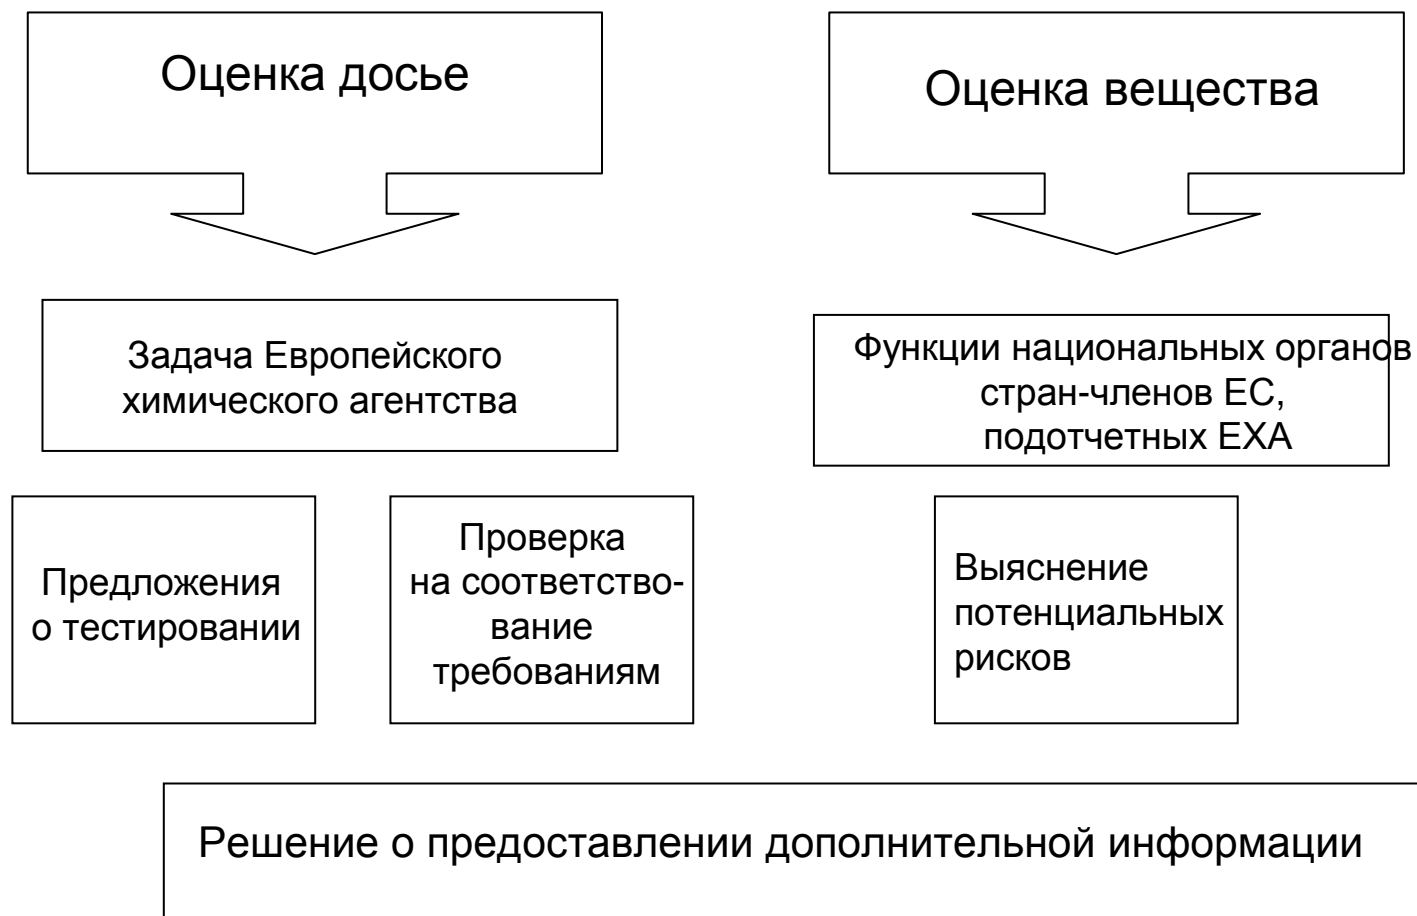 Оценка досье
Оценка вещества
Задача Европейского
химического агентства
Функции национальных органов
стран-членов ЕС,
подотчетных ЕХА
Предложения
о тестировании
Проверка
на соответство-
вание
требованиям
Выяснение
потенциальных
рисков
Решение о предоставлении дополнительной информации